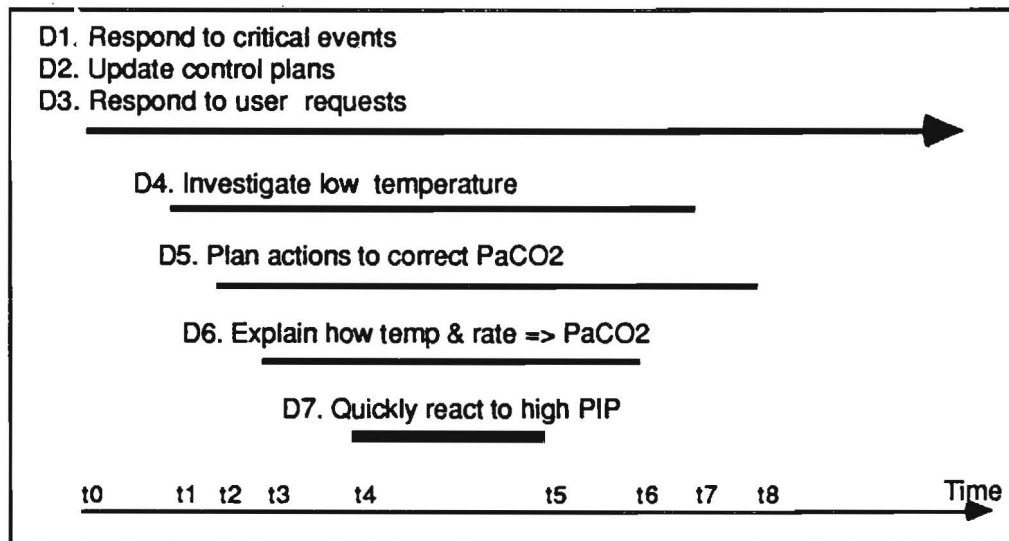 D1. Respond to critical events
D2. Update control plans
D3. Respond to user requests
D4. Investigate low temperature
D5. Plan actions to correct PaCO2
D6. Explain how temp & rate => PaCO2
D7. Quickly react to high PIP
t0 t1 t2 t3 t4 t5 t6 t7 t8 Time